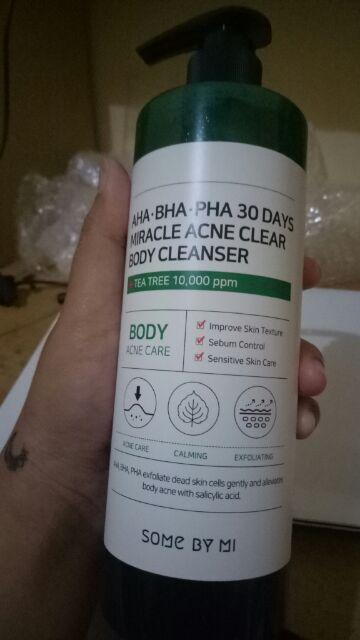 AHA·BHA·PHA 30 DAYS
MIRACLE ACNE CLEAR
BODY CLEANSER
TEA TREE 10,000 ppm
BODY
ACNE CARE
Improve Skin Texture
Sebum Control
Sensitive Skin Care
ACNE CARE
CALMING
EXFOLIATING
AHA, BHA, PHA exfoliate dead skin cells gently and alleviates
body acne with salicylic acid.
SOME BY MI